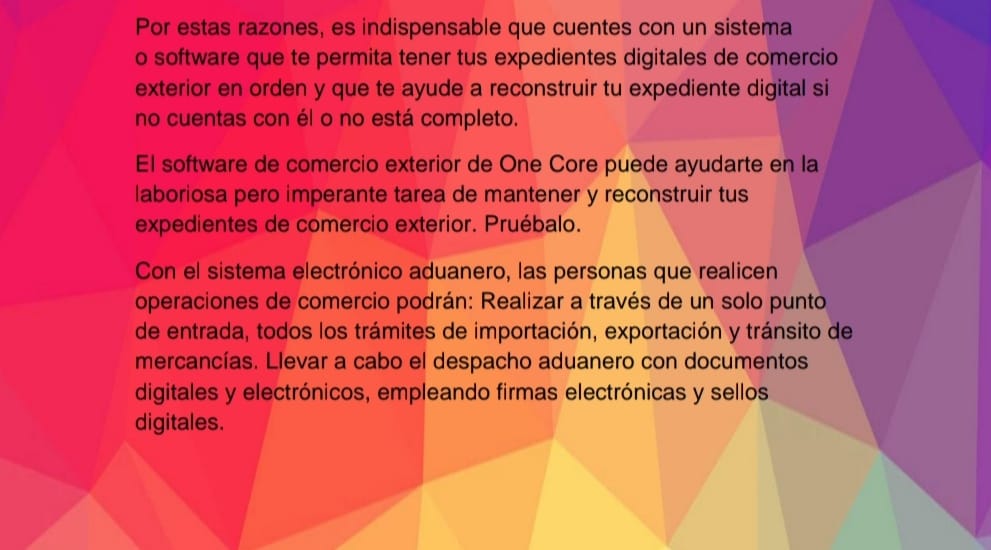 Por estas razones, es indispensable que cuentes con un sistema
o software que te permita tener tus expedientes digitales de comercio
exterior en orden y que te ayude a reconstruir tu expediente digital si
no cuentas con él o no está completo.
El software de comercio exterior de One Core puede ayudarte en la
laboriosa pero imperante tarea de mantener y reconstruir tus
expedientes de comercio exterior. Pruébalo.
Con el sistema electrónico aduanero, las personas que realicen
operaciones de comercio podrán: Realizar a través de un solo punto
de entrada, todos los trámites de importación, exportación y tránsito de
mercancías. Llevar a cabo el despacho aduanero con documentos
digitales y electrónicos, empleando firmas electrónicas y sellos
digitales.